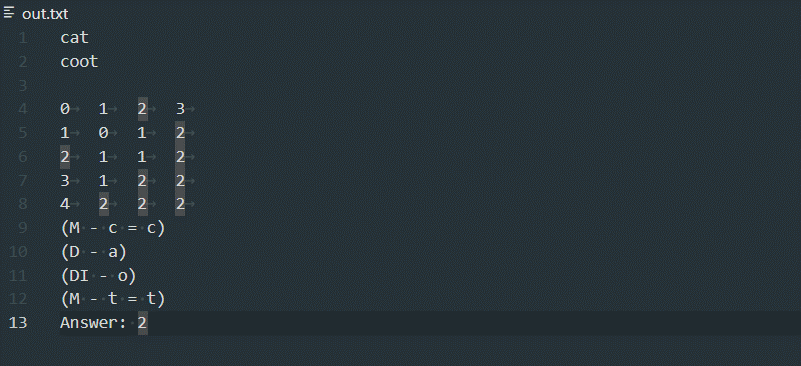 out.txt
1 cat
2 coot
3
4 0 1 2 3
5 1 0 1 2
6 2 1 1 2
7 3 1 2 2
8 4 2 2 2
9 (M - c = c)
10 (D - a)
11 (DI - o)
12 (M - t = t)
13 Answer: 2